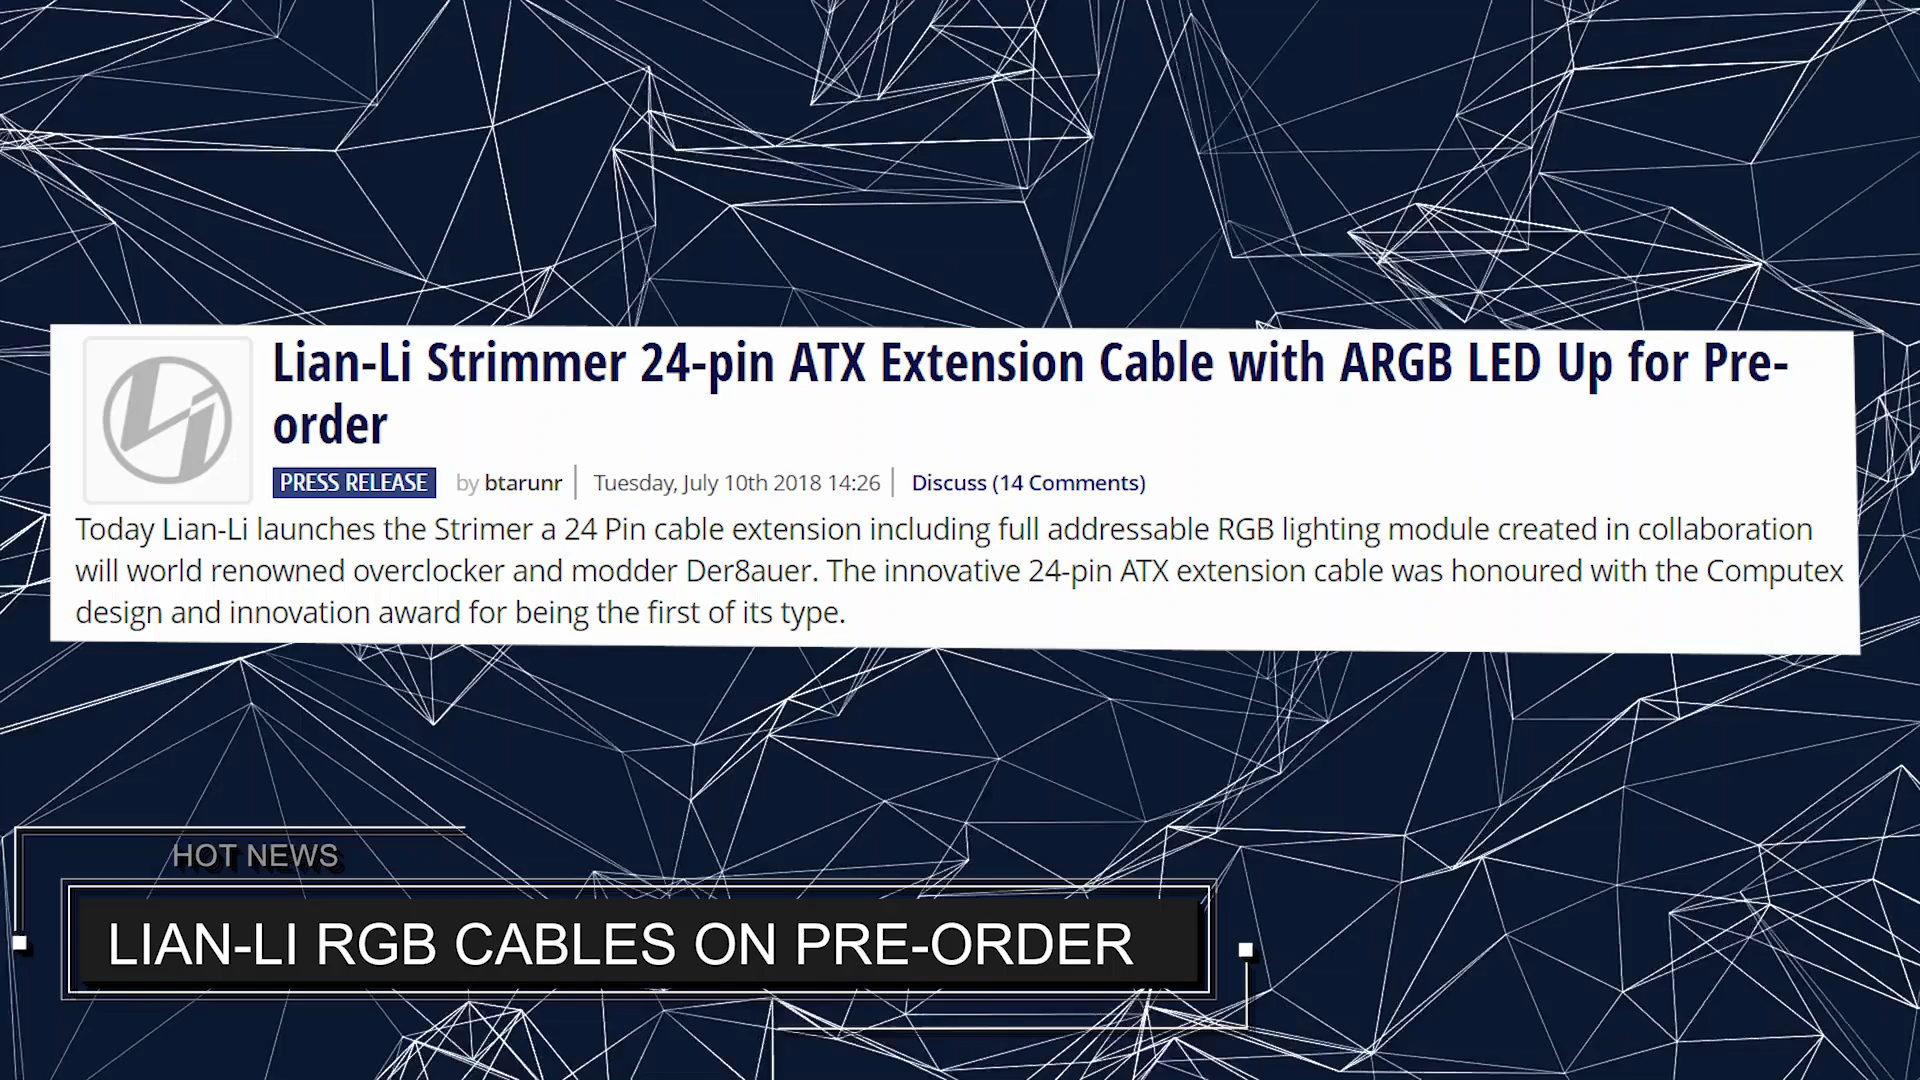 Lian-Li Strimmer 24-pin ATX Extension Cable with ARGB LED Up for Pre-
order
PRESS RELEASE by btarunr Tuesday, July 10th 2018 14:26 Discuss (14 Comments)
Today Lian-Li launches the Strimer a 24 Pin cable extension including full addressable RGB lighting module created in collaboration
will world renowned overclocker and modder Der8auer. The innovative 24-pin ATX extension cable was honoured with the Computex
design and innovation award for being the first of its type.
HOT NEWS
LIAN-LI RGB CABLES ON PRE-ORDER